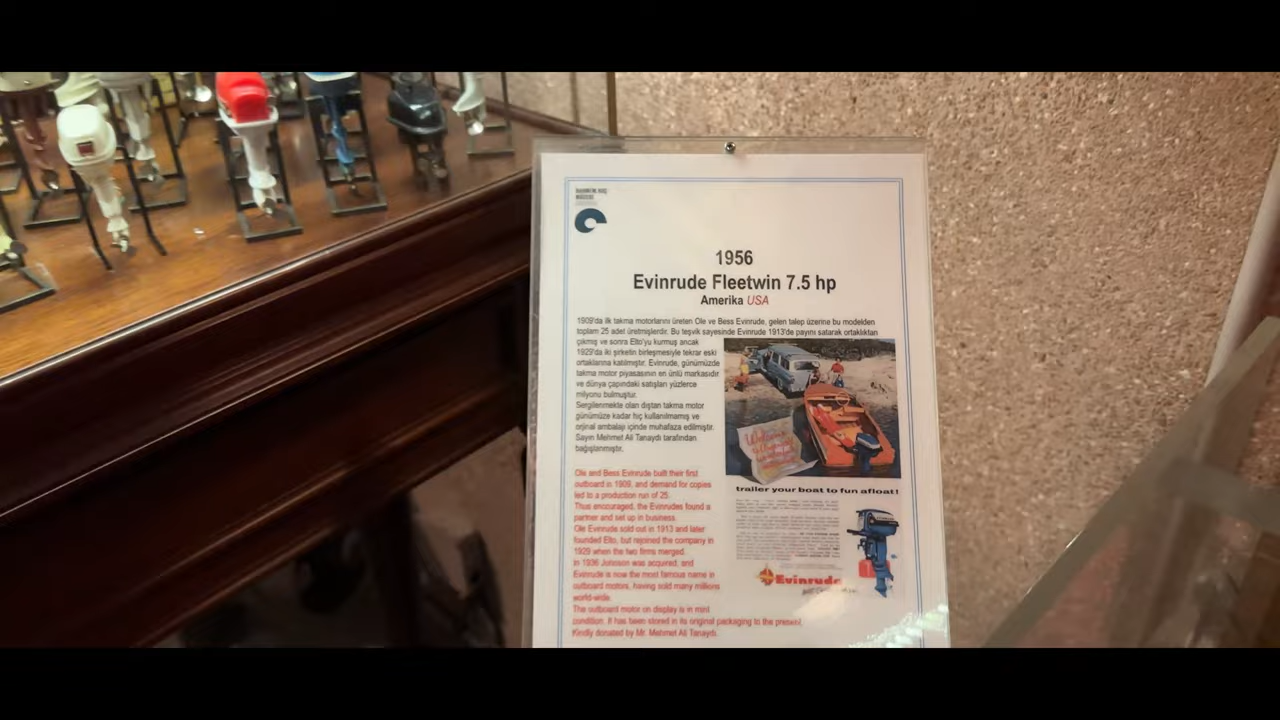 1956
Evinrude Fleetwin 7.5 hp
Amerika USA
1909'da ilk takma motorlarını üreten Ole ve Bess Evinrude, gelen talep üzerine bu modelden
toplam 25 adet üretmişlerdir. Bu teşvik sayesinde Evinrude 1913'de payını satarak ortaklıktan
çıkmış ve sonra Elto'yu kurmuş ancak
1929'da iki şirketin birleşmesiyle tekrar eski
ortaklarına katılmıştır. Evinrude, günümüzde
takma motor piyasasının en ünlü markasıdır
ve dünya çapındaki satışları yüzlerce
milyonu bulmuştur.
Sergilenmekte olan dıştan takma motor
günümüze kadar hiç kullanılmamış ve
orjinal ambalajı içinde muhafaza edilmiştir.
Sayın Mehmet Ali Tanaydı tarafından
bağışlanmıştır.
Ole and Bess Evinrude built their first
outboard in 1909, and demand for copies
led to a production run of 25.
Thus encouraged, the Evinrudes found a
partner and set up in business.
Ole Evinrude sold out in 1913 and later
founded Elto, but rejoined the company in
1929 when the two firms merged.
In 1936 Johnson was acquired, and
Evinrude is now the most famous name in
outboard motors, having sold many millions
world-wide.
The outboard motor on display is in mint
condition. It has been stored in its original packaging to the present.
Kindly donated by Mr. Mehmet Ali Tanaydı.
trailer your boat to fun afloat!
Evinrude